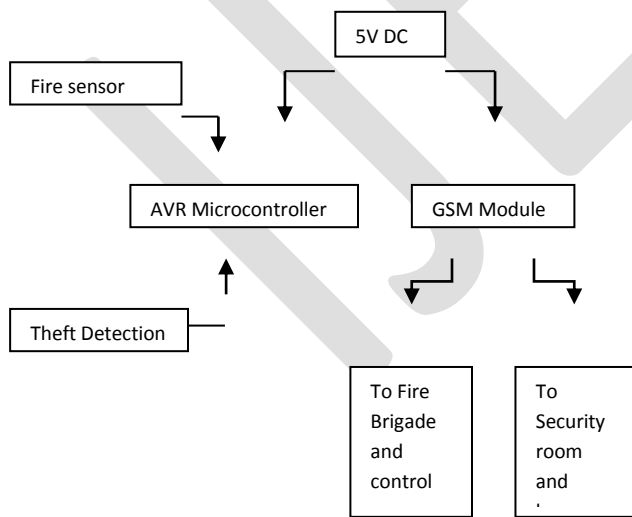 5V DC
Fire sensor
AVR Microcontroller
GSM Module
Theft Detection
To Fire
Brigade
and
control
To
Security
room
and